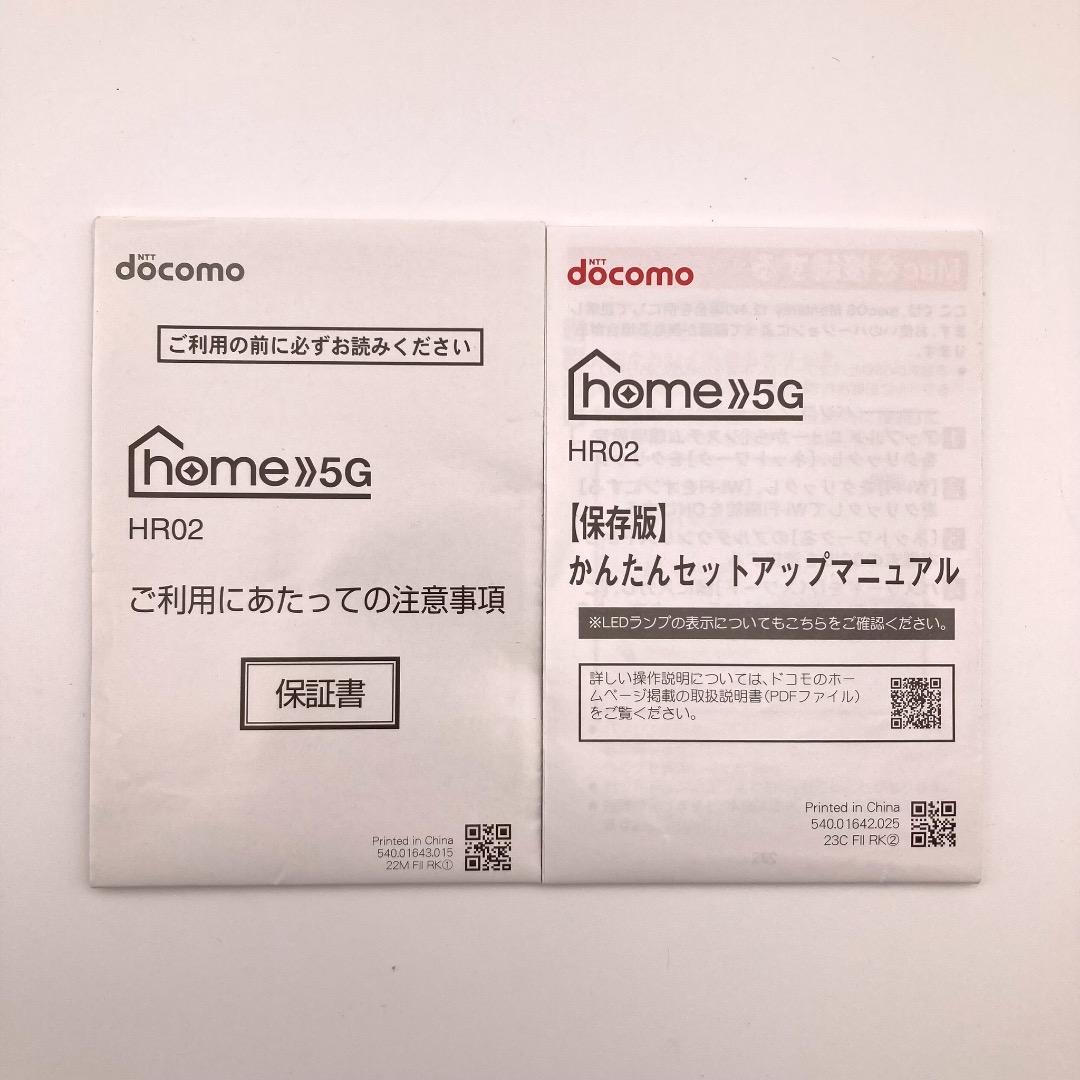 NTT
docomo
ご利用の前に必ずお読みください
home 5G
HR02
ご利用にあたっての注意事項
保証書
Printed in China
540.01643.015
22M FII RK①
NTT
docomo
home 5G
HR02
【保存版】
かんたんセットアップマニュアル
※LEDランプの表示についてもこちらをご確認ください。
詳しい操作説明については、ドコモのホー
ムページ掲載の取扱説明書(PDFファイル)
をご覧ください。
Printed in China
540.01642.025
23C FII RK②